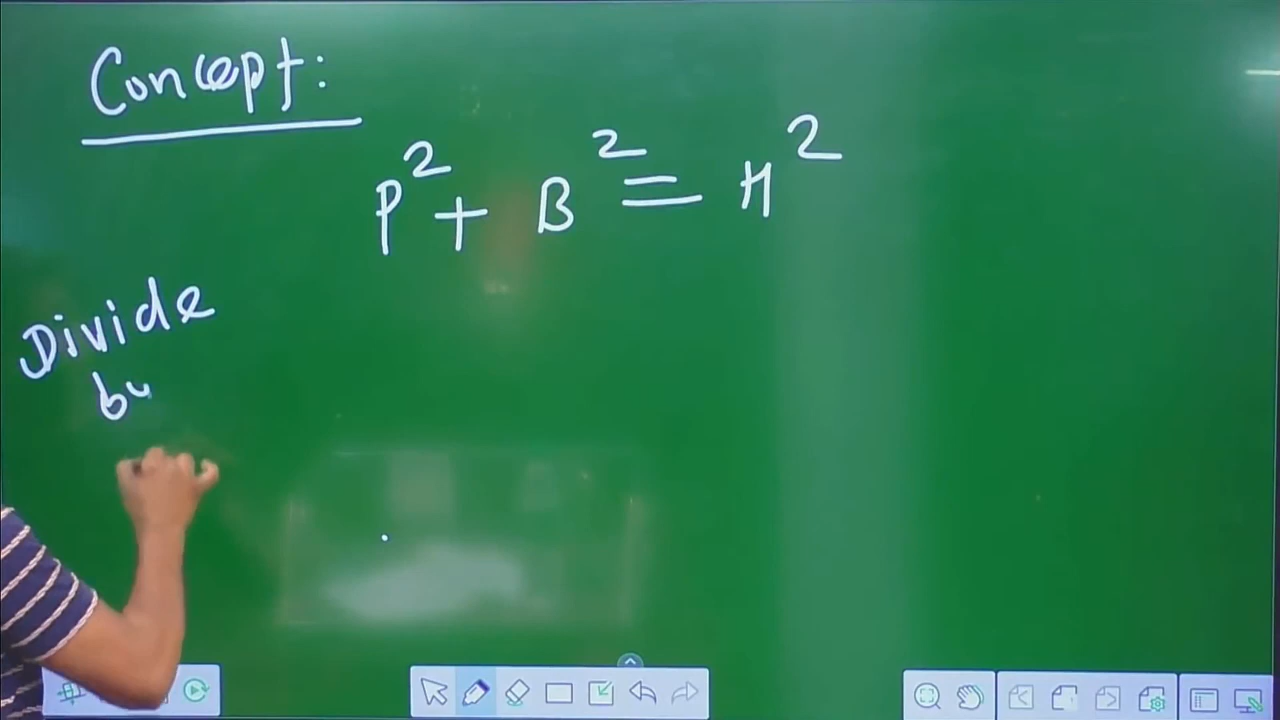 Concept:
P² + B² = H²
Divide
by